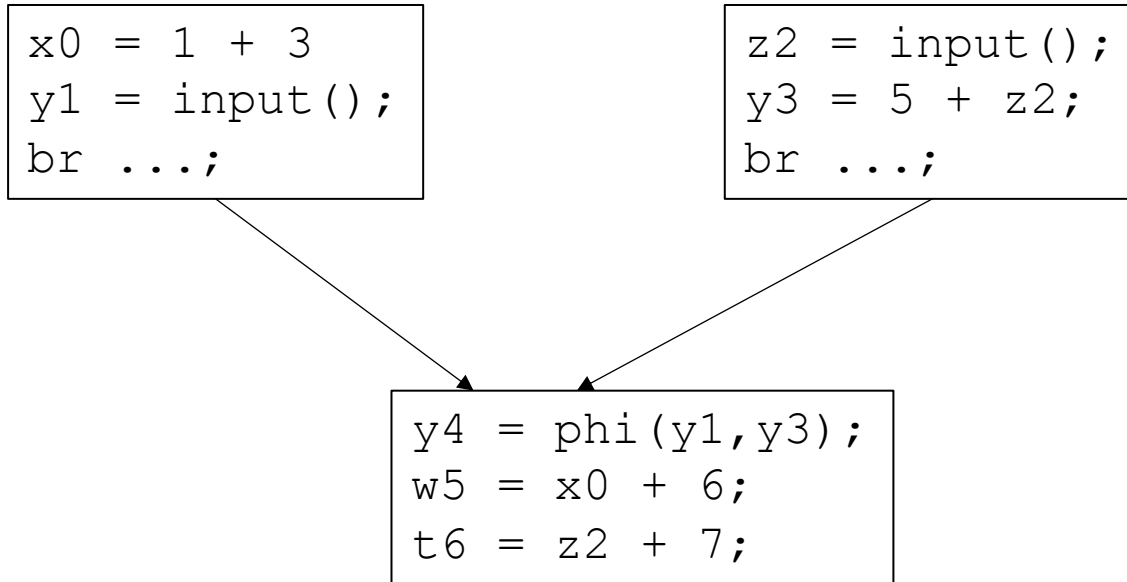 x0 = 1 + 3
y1 = input();
br ...;
z2 = input();
y3 = 5 + z2;
br ...;
y4 = phi(y1,y3);
w5 = x0 + 6;
t6 = z2 + 7;